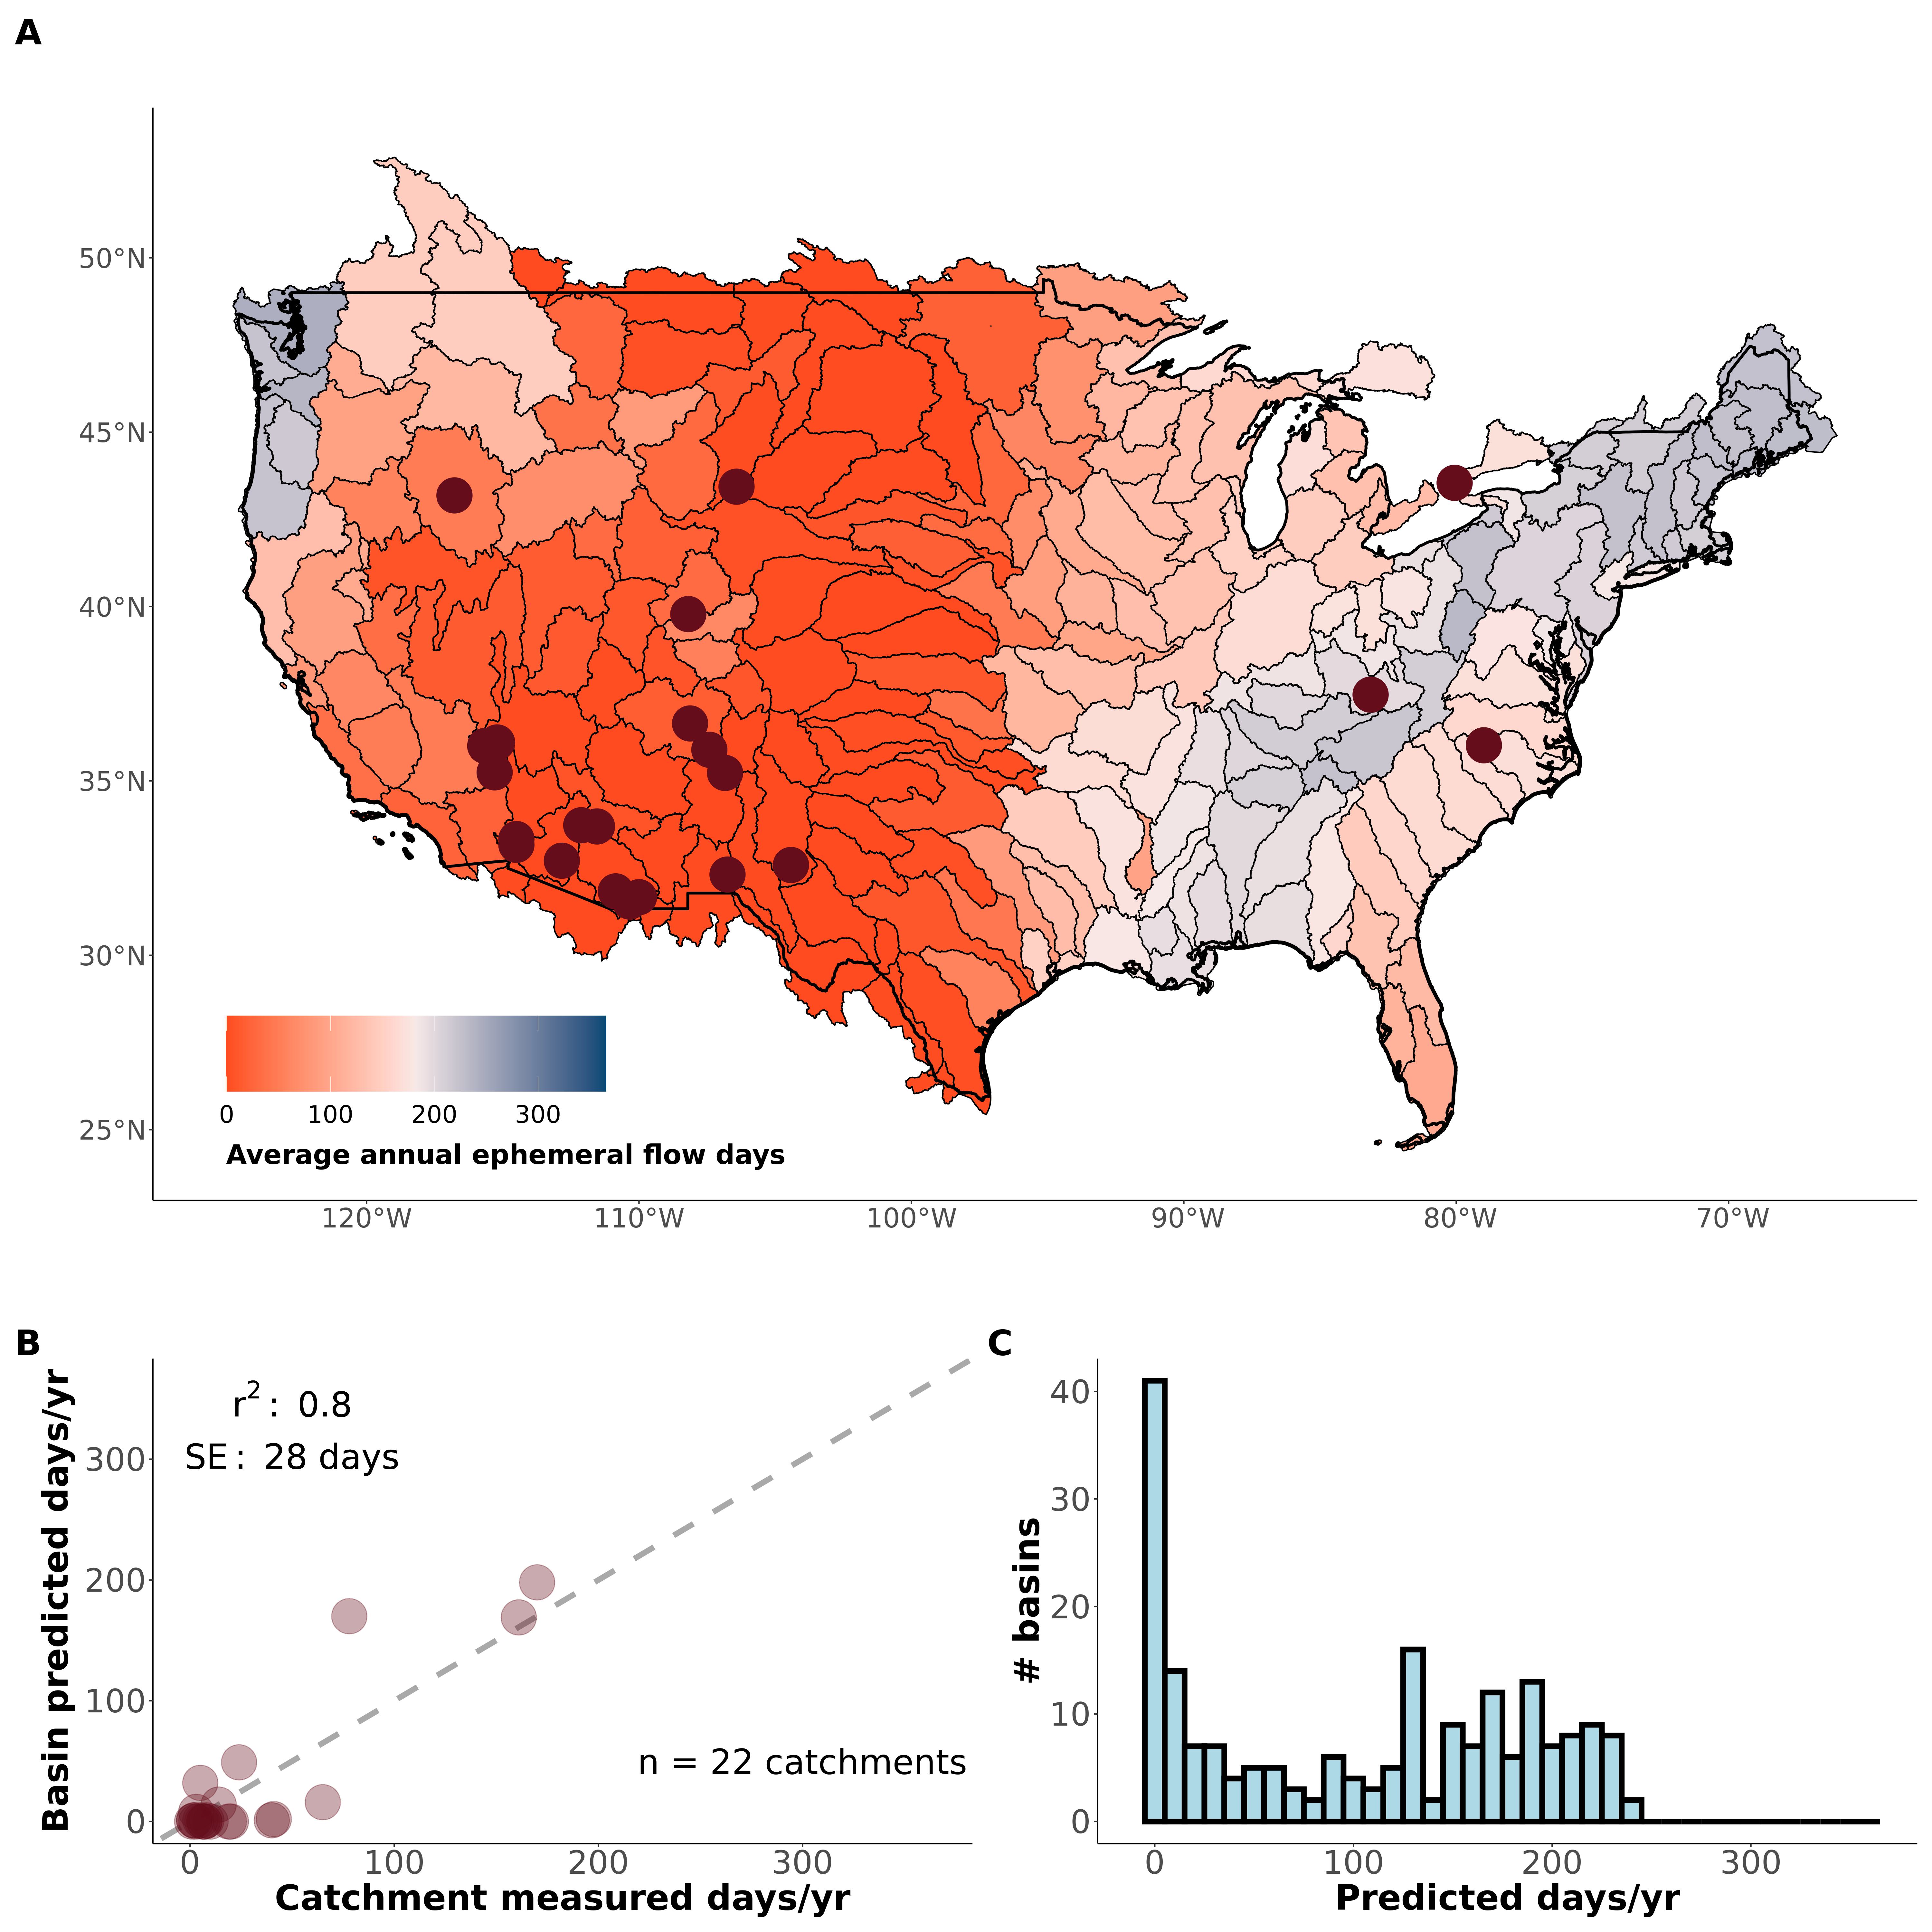 A
50°N
45°N
40°N
35°N
30°N
25°N
0 100 200 300
Average annual ephemeral flow days
120°W 110°W 100°W 90°W 80°W 70°W
B
Basin predicted days/yr
300
200
100
0
r²: 0.8
SE: 28 days
n = 22 catchments
0 100 200 300
Catchment measured days/yr
C
# basins
40
30
20
10
0
0 100 200 300
Predicted days/yr